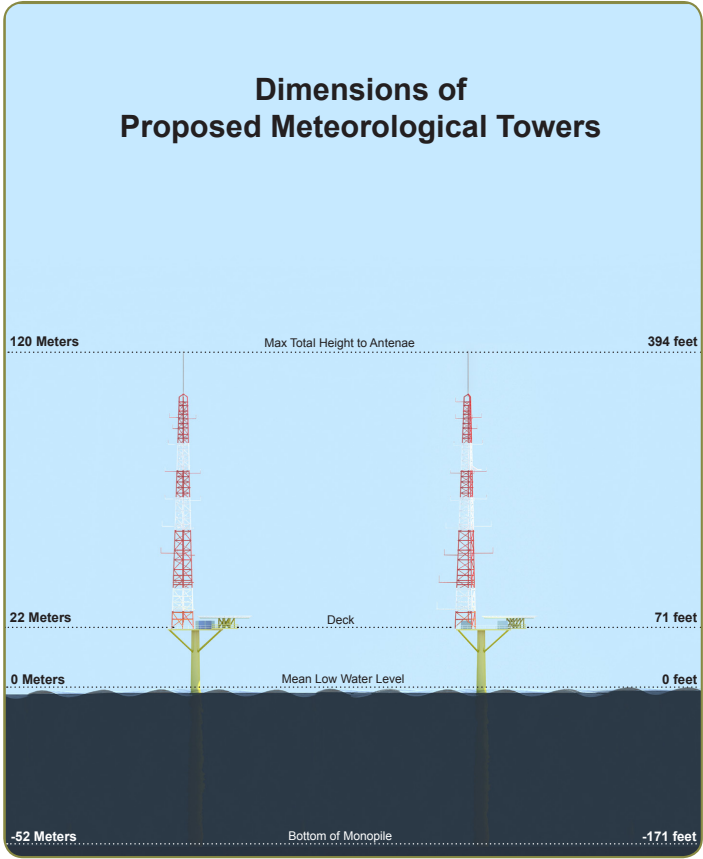 Dimensions of
Proposed Meteorological Towers
120 Meters Max Total Height to Antenae 394 feet
22 Meters Deck 71 feet
0 Meters Mean Low Water Level 0 feet
-52 Meters Bottom of Monopile -171 feet